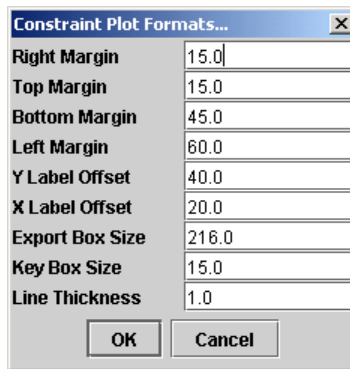 Constraint Plot Formats...
Right Margin 15.0
Top Margin 15.0
Bottom Margin 45.0
Left Margin 60.0
Y Label Offset 40.0
X Label Offset 20.0
Export Box Size 216.0
Key Box Size 15.0
Line Thickness 1.0
OK Cancel